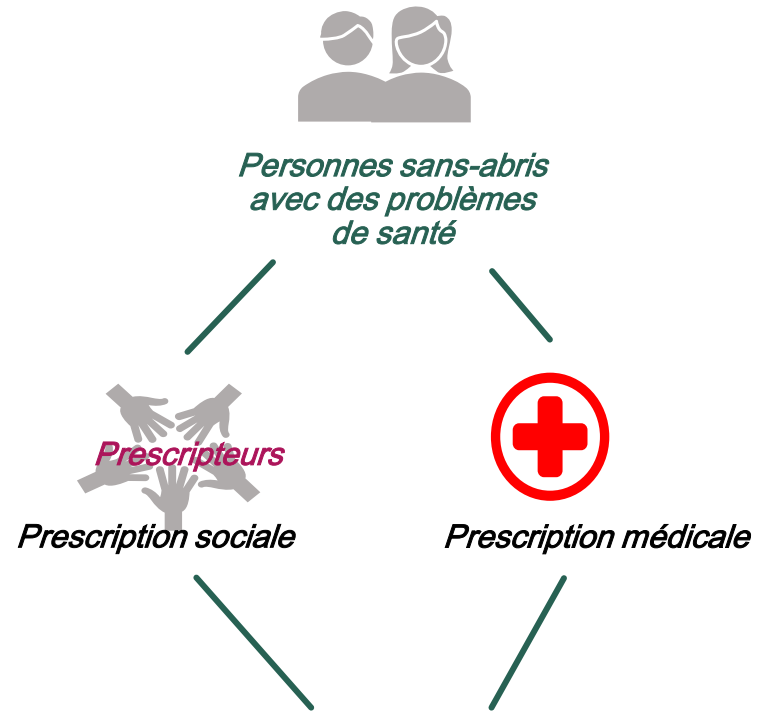 Personnes sans-abris
avec des problèmes
de santé
Prescripteurs
Prescription sociale
Prescription médicale